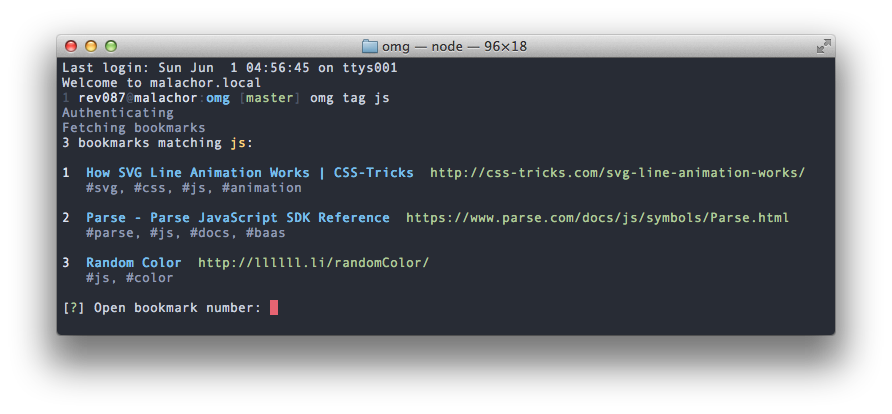 omg — node — 96×18
Last login: Sun Jun  1 04:56:45 on ttys001
Welcome to malachor.local
1 rev087@malachor:omg [master] omg tag js
Authenticating
Fetching bookmarks
3 bookmarks matching js:
1  How SVG Line Animation Works | CSS-Tricks  http://css-tricks.com/svg-line-animation-works/
#svg, #css, #js, #animation
2  Parse - Parse JavaScript SDK Reference  https://www.parse.com/docs/js/symbols/Parse.html
#parse, #js, #docs, #baas
3  Random Color  http://llllll.li/randomColor/
#js, #color
[?] Open bookmark number: